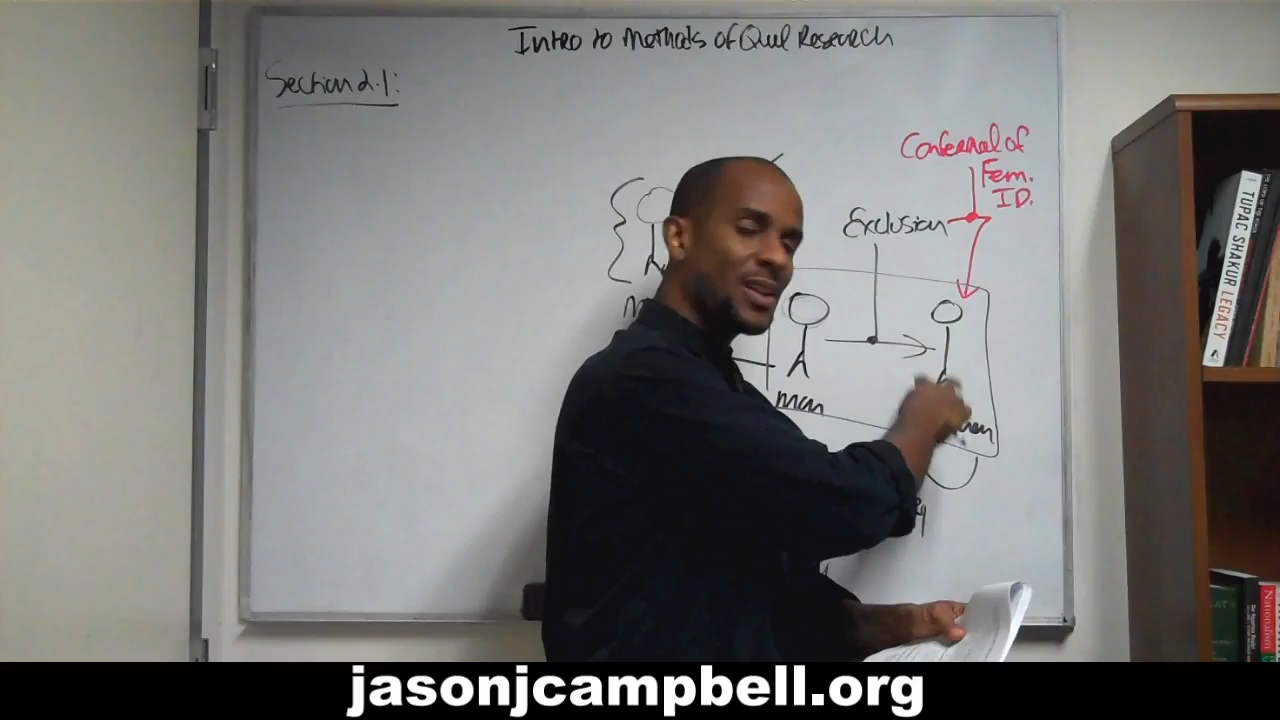 Intro to Methods of Qual Research
Section 2.1:
Conferral of
Fem.
ID.
Exclusion
man
TUPAC SHAKUR LEGACY
Nationalism
jasonjcampbell.org